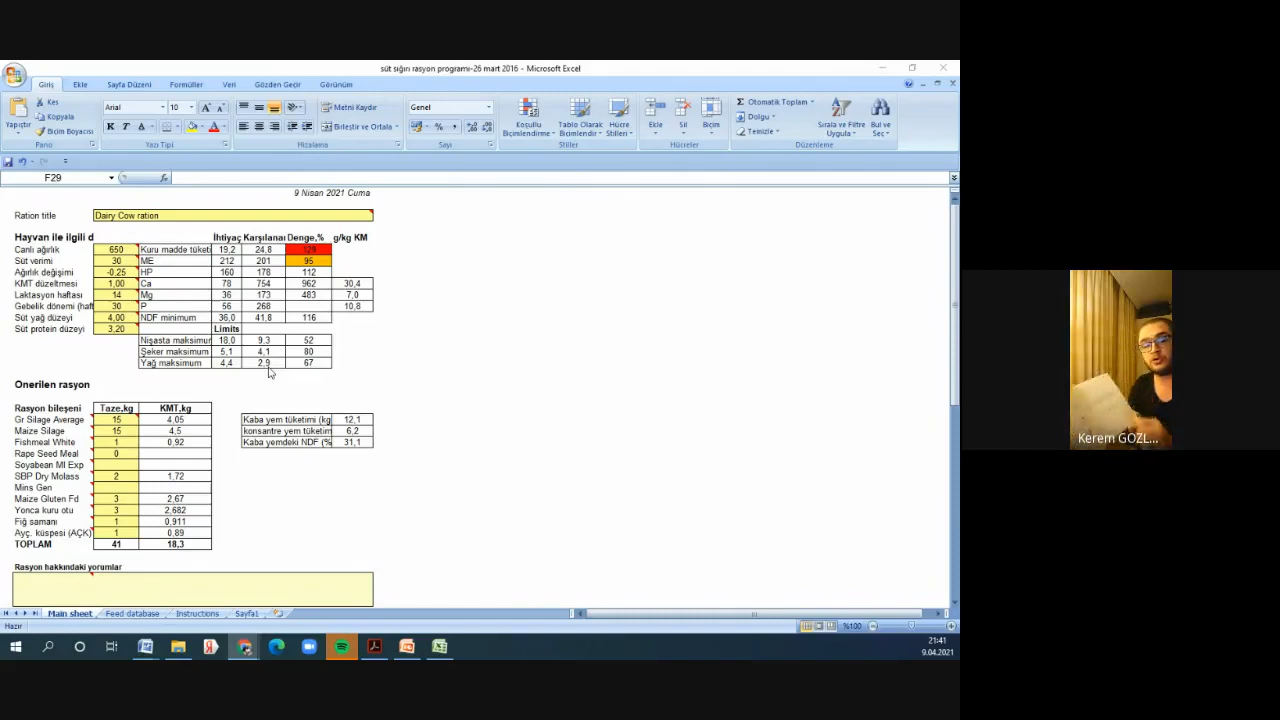 süt sığırı rasyon programı-26 mart 2016 - Microsoft Excel
Giriş Ekle Sayfa Düzeni Formüller Veri Gözden Geçir Görünüm
Kes
Kopyala
Biçim Boyacısı
Yapıştır
Pano
Arial 10
K T A
Yazı Tipi
Metni Kaydır
Birleştir ve Ortala
Hizalama
Genel
Sayı
Koşullu Biçimlendirme
Tablo Olarak Biçimlendir
Hücre Stilleri
Stiller
Ekle Sil Biçim
Hücreler
Otomatik Toplam
Dolgu
Temizle
Sırala ve Filtre Uygula
Bul ve Seç
Düzenleme
F29 fx
9 Nisan 2021 Cuma
Ration title Dairy Cow ration
Hayvan ile ilgili d İhtiyaç Karşılanan Denge,% g/kg KM
Canlı ağırlık 650 Kuru madde tüketi 19,2 24,8 129
Süt verimi 30 ME 212 201 95
Ağırlık değişimi -0,25 HP 160 178 112
KMT düzeltmesi 1,00 Ca 78 754 962 30,4
Laktasyon haftası 14 Mg 36 173 483 7,0
Gebelik dönemi (haft 30 P 56 268 10,8
Süt yağ düzeyi 4,00 NDF minimum 36,0 41,8 116
Süt protein düzeyi 3,20 Limits
Nişasta maksimur 18,0 9,3 52
Şeker maksimum 5,1 4,1 80
Yağ maksimum 4,4 2,9 67
Onerilen rasyon
Rasyon bileşeni Taze,kg KMT,kg
Gr Silage Average 15 4,05 Kaba yem tüketimi (kg 12,1
Maize Silage 15 4,5 konsantre yem tüketim 6,2
Fishmeal White 1 0,92 Kaba yemdeki NDF (% 31,1
Rape Seed Meal 0
Soyabean Ml Exp
SBP Dry Molass 2 1,72
Mins Gen
Maize Gluten Fd 3 2,67
Yonca kuru otu 3 2,682
Fiğ samanı 1 0,911
Ayç. küspesi (AÇK) 1 0,89
TOPLAM 41 18,3
Rasyon hakkındaki yorumlar
Main sheet Feed database Instructions Sayfa1
Hazır %100
21:41
9.04.2021
Kerem GÖZL...